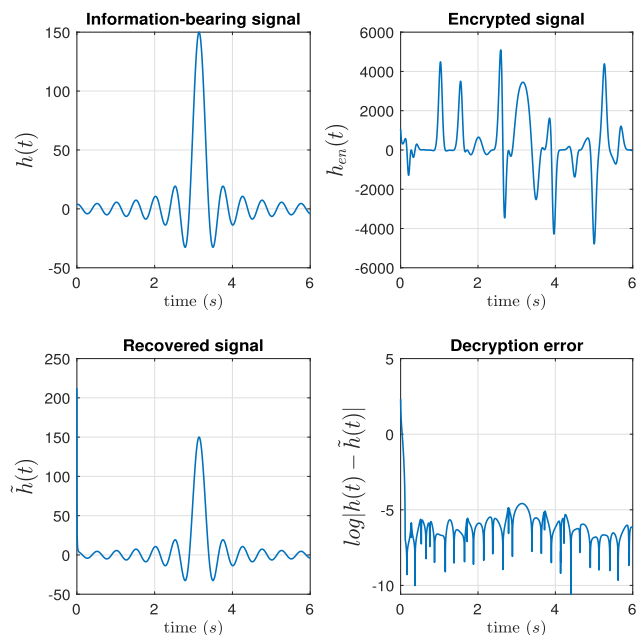 Information-bearing signal
150
100
50
0
-50
h(t)
0 2 4 6
time (s)
Encrypted signal
6000
4000
2000
0
-2000
-4000
-6000
h_{en}(t)
0 2 4 6
time (s)
Recovered signal
250
200
150
100
50
0
-50
h̃(t)
0 2 4 6
time (s)
Decryption error
5
0
-5
-10
log|h(t) − h̃(t)|
0 2 4 6
time (s)